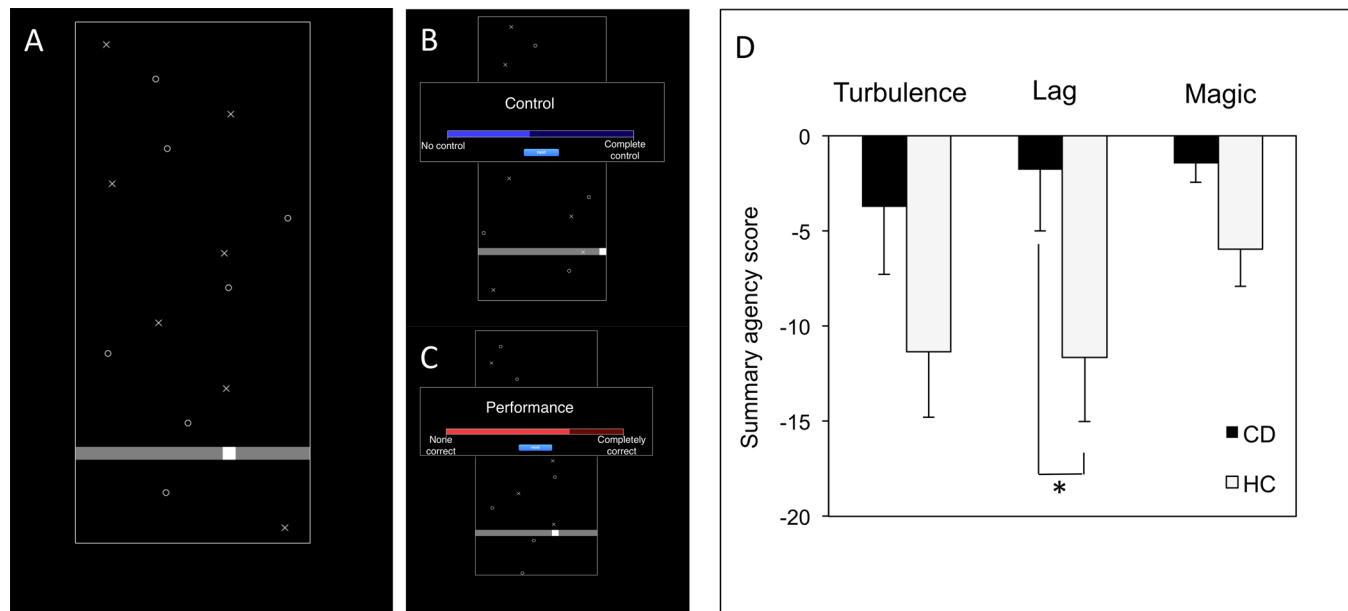 A
B
Control
No control
Complete
control
C
Performance
None
correct
Completely
correct
D
Turbulence
Lag
Magic
Summary agency score
0
-5
-10
-15
-20
*
CD
HC